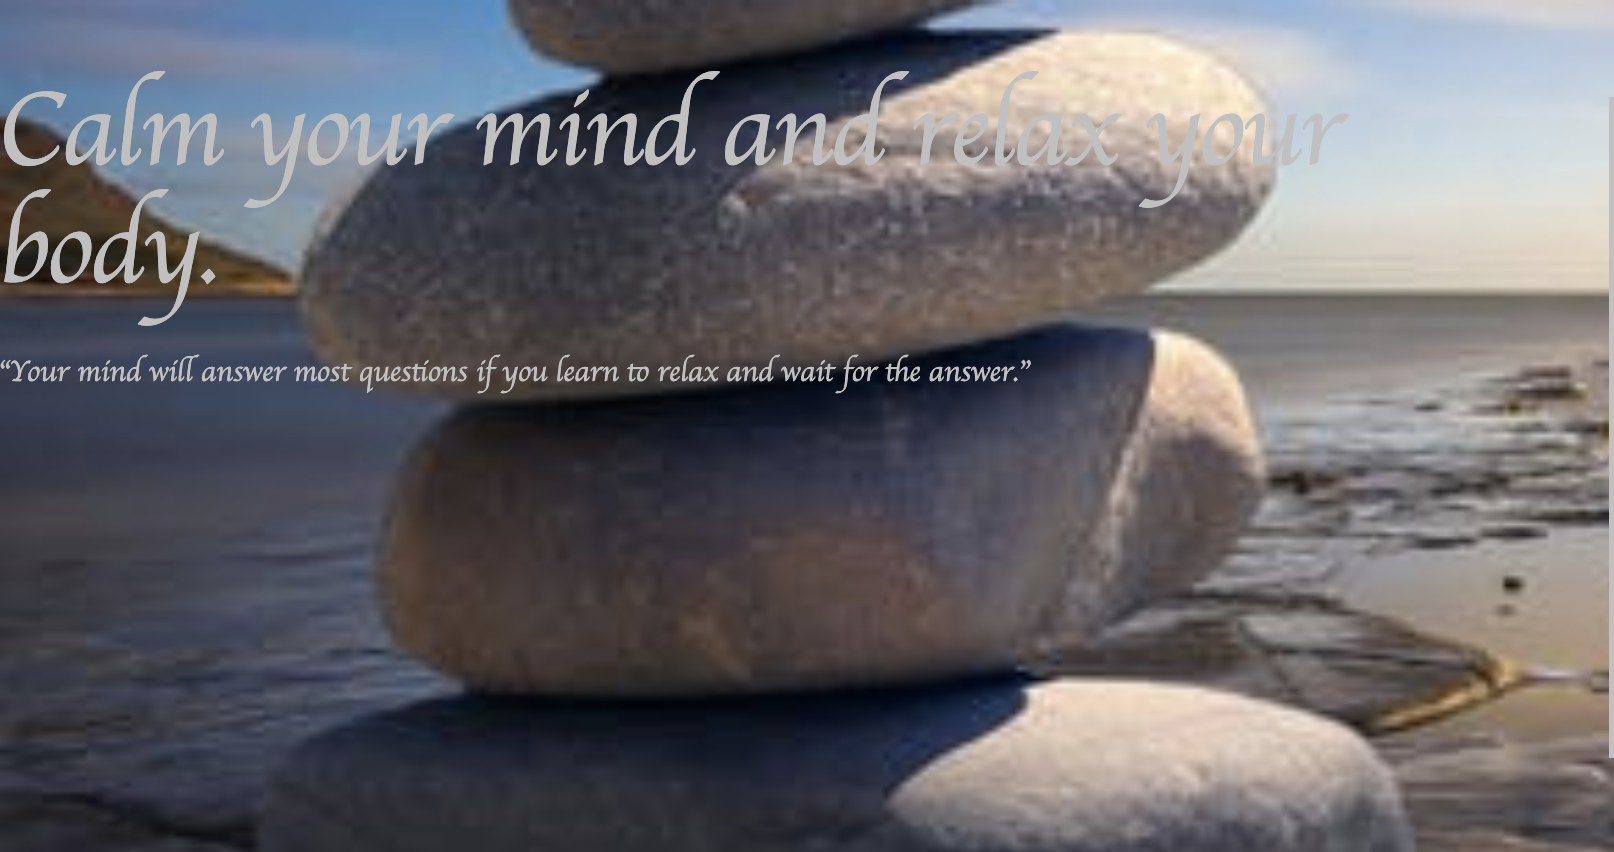 Calm your mind and relax your
body.
“Your mind will answer most questions if you learn to relax and wait for the answer.”